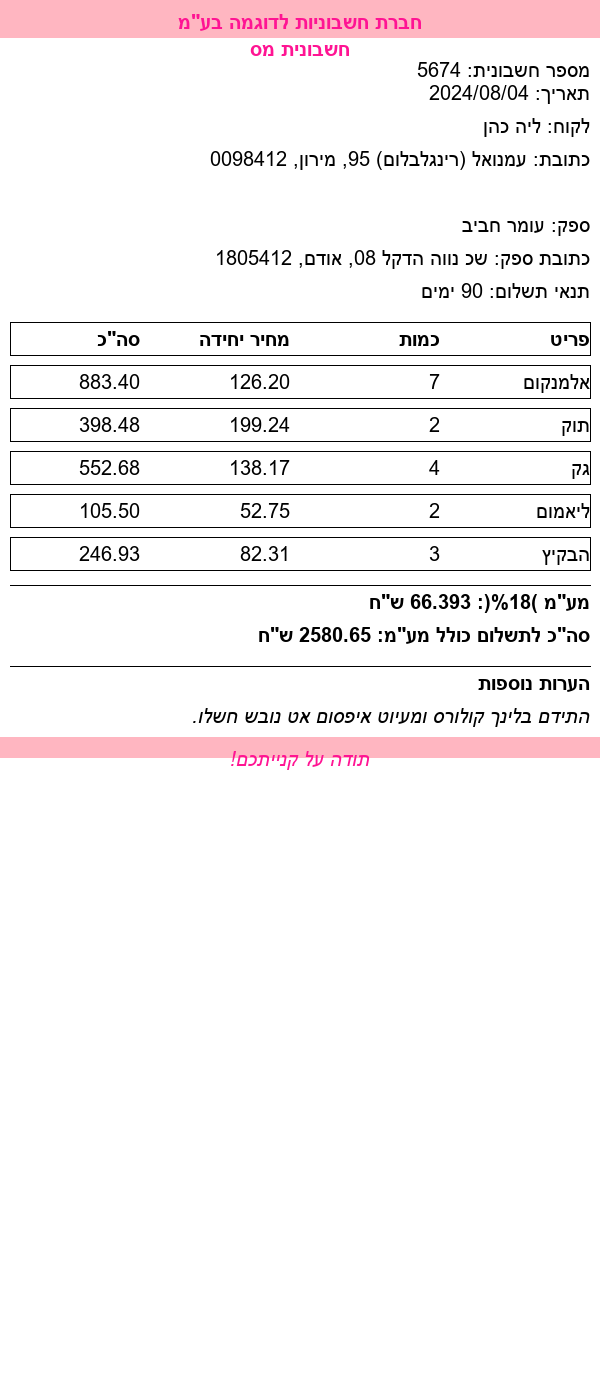 חברת חשבוניות לדוגמה בע"מ
חשבונית מס
מספר חשבונית: 5674
תאריך: 2024/08/04
לקוח: ליה כהן
כתובת: עמנואל (רינגלבלום) 95, מירון, 0098412
ספק: עומר חביב
כתובת ספק: שכ נווה הדקל 08, אודם, 1805412
תנאי תשלום: 90 ימים
פריט כמות מחיר יחידה סה"כ
אלמנקום 7 126.20 883.40
תוק 2 199.24 398.48
גק 4 138.17 552.68
ליאמום 2 52.75 105.50
הבקיץ 3 82.31 246.93
מע"מ )18%(: 66.393 ש"ח
סה"כ לתשלום כולל מע"מ: 2580.65 ש"ח
הערות נוספות
התידם בלינך קולורס ומעיוט איפסום אט נובש חשלו.
תודה על קנייתכם!